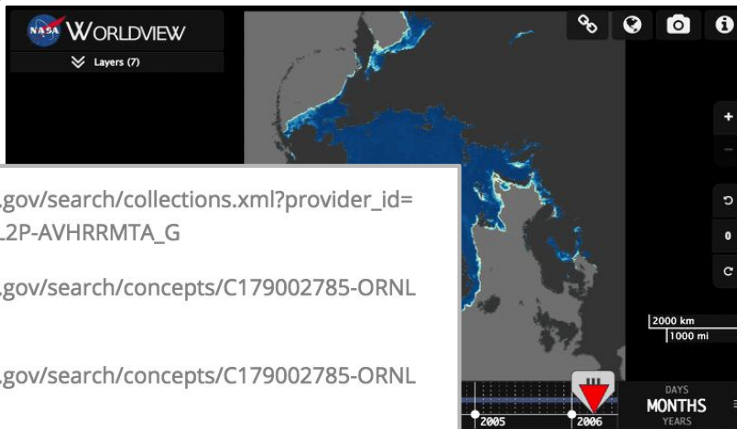 NASA WORLDVIEW
Layers (7)
.gov/search/collections.xml?provider_id=
L2P-AVHRRMTA_G
.gov/search/concepts/C179002785-ORNL
.gov/search/concepts/C179002785-ORNL
+
−
0
2000 km
1000 mi
2005
2006
DAYS
MONTHS
YEARS